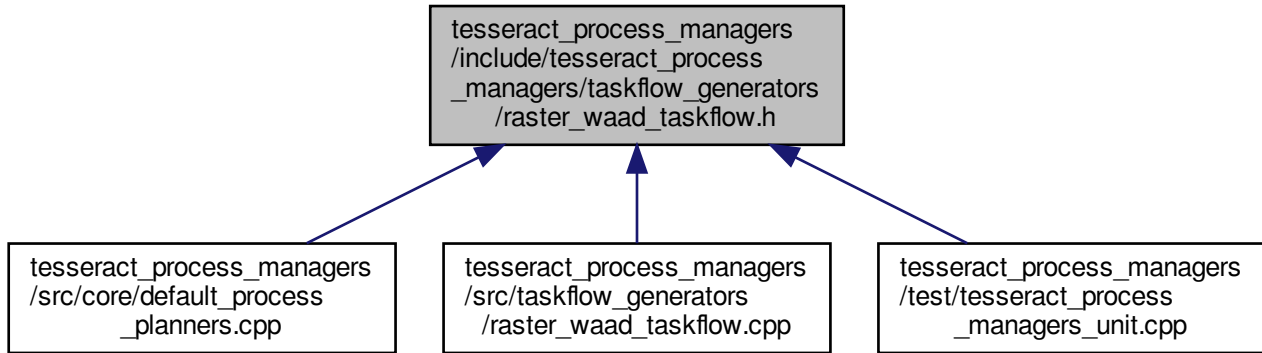 tesseract_process_managers
/include/tesseract_process
_managers/taskflow_generators
/raster_waad_taskflow.h
tesseract_process_managers
/src/core/default_process
_planners.cpp
tesseract_process_managers
/src/taskflow_generators
/raster_waad_taskflow.cpp
tesseract_process_managers
/test/tesseract_process
_managers_unit.cpp